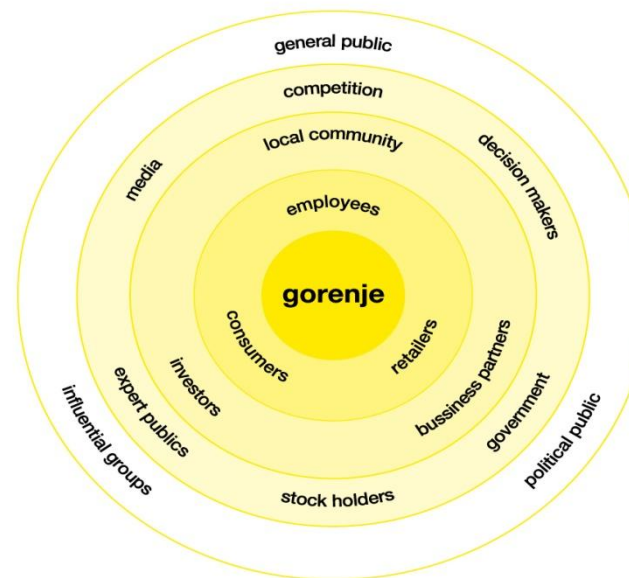 general public
competition
local community
media
decision makers
employees
gorenje
consumers
retailers
investors
bussiness partners
expert publics
government
influential groups
political public
stock holders